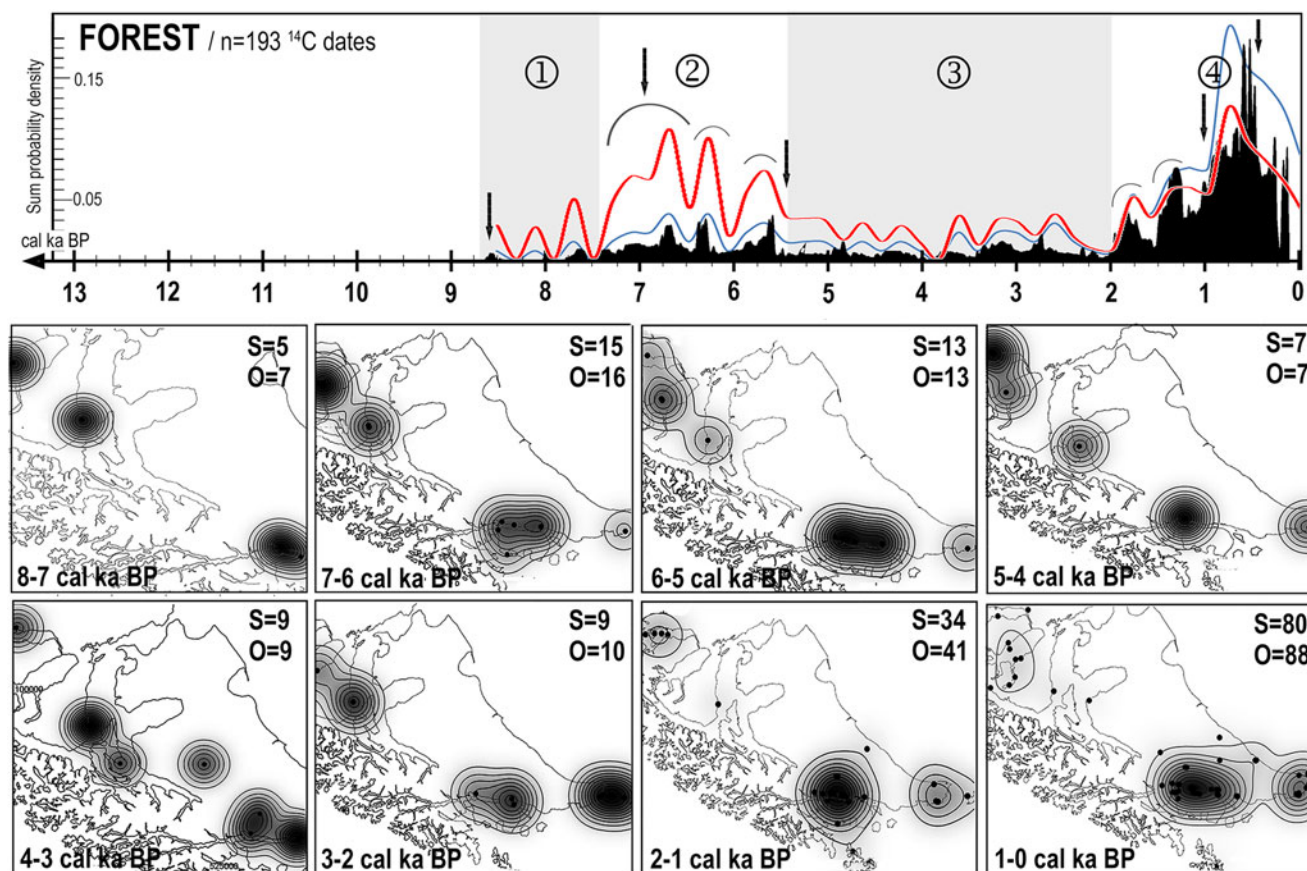 FOREST / n=193 ¹⁴C dates
① ② ③ ④
Sum probability density
0.15
0.05
cal ka BP
13 12 11 10 9 8 7 6 5 4 3 2 1 0
S=5
O=7
8-7 cal ka BP
S=15
O=16
7-6 cal ka BP
S=13
O=13
6-5 cal ka BP
S=7
O=7
5-4 cal ka BP
S=9
O=9
100000
4-3 cal ka BP
S=9
O=10
3-2 cal ka BP
S=34
O=41
2-1 cal ka BP
S=80
O=88
1-0 cal ka BP